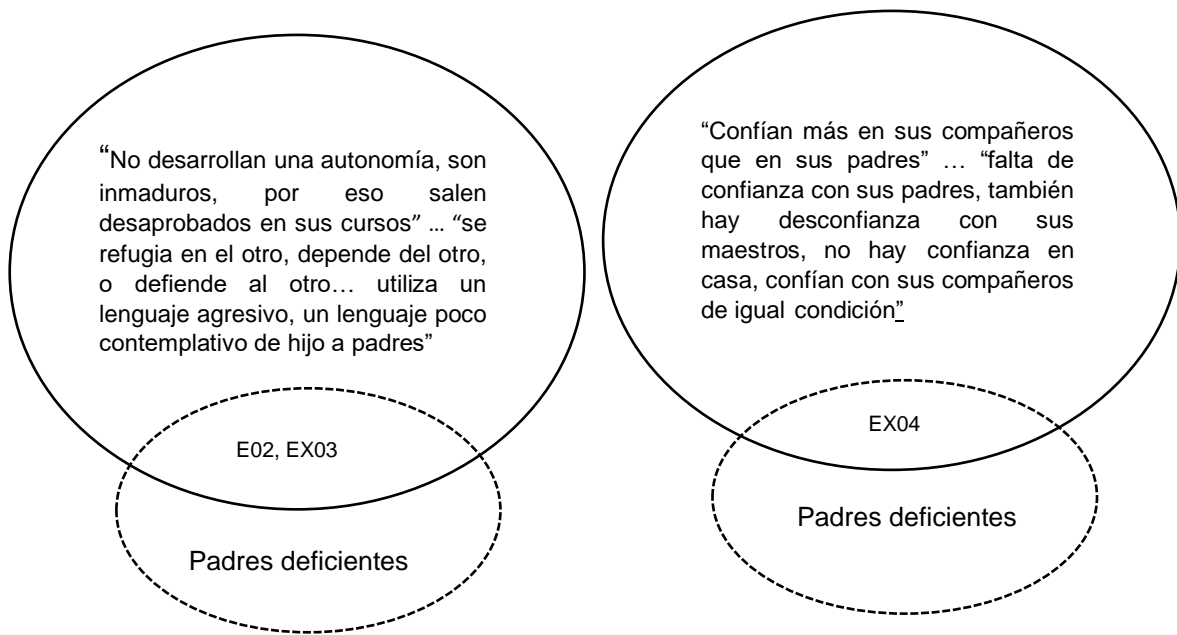 “No desarrollan una autonomía, son
inmaduros, por eso salen
desaprobados en sus cursos” ... “se
refugia en el otro, depende del otro,
o defiende al otro… utiliza un
lenguaje agresivo, un lenguaje poco
contemplativo de hijo a padres”
E02, EX03
Padres deficientes
“Confían más en sus compañeros
que en sus padres” … “falta de
confianza con sus padres, también
hay desconfianza con sus
maestros, no hay confianza en
casa, confían con sus compañeros
de igual condición”
EX04
Padres deficientes